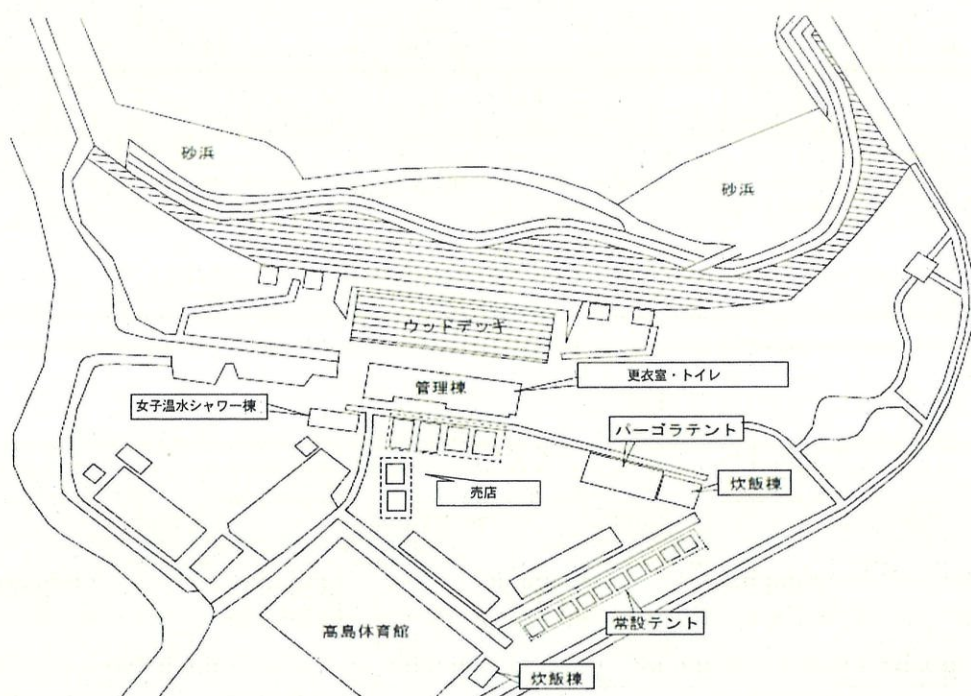 砂浜
砂浜
ウッドデッキ
管理棟
更衣室・トイレ
女子温水シャワー棟
パーゴラテント
炊飯棟
売店
常設テント
高島体育館
炊飯棟